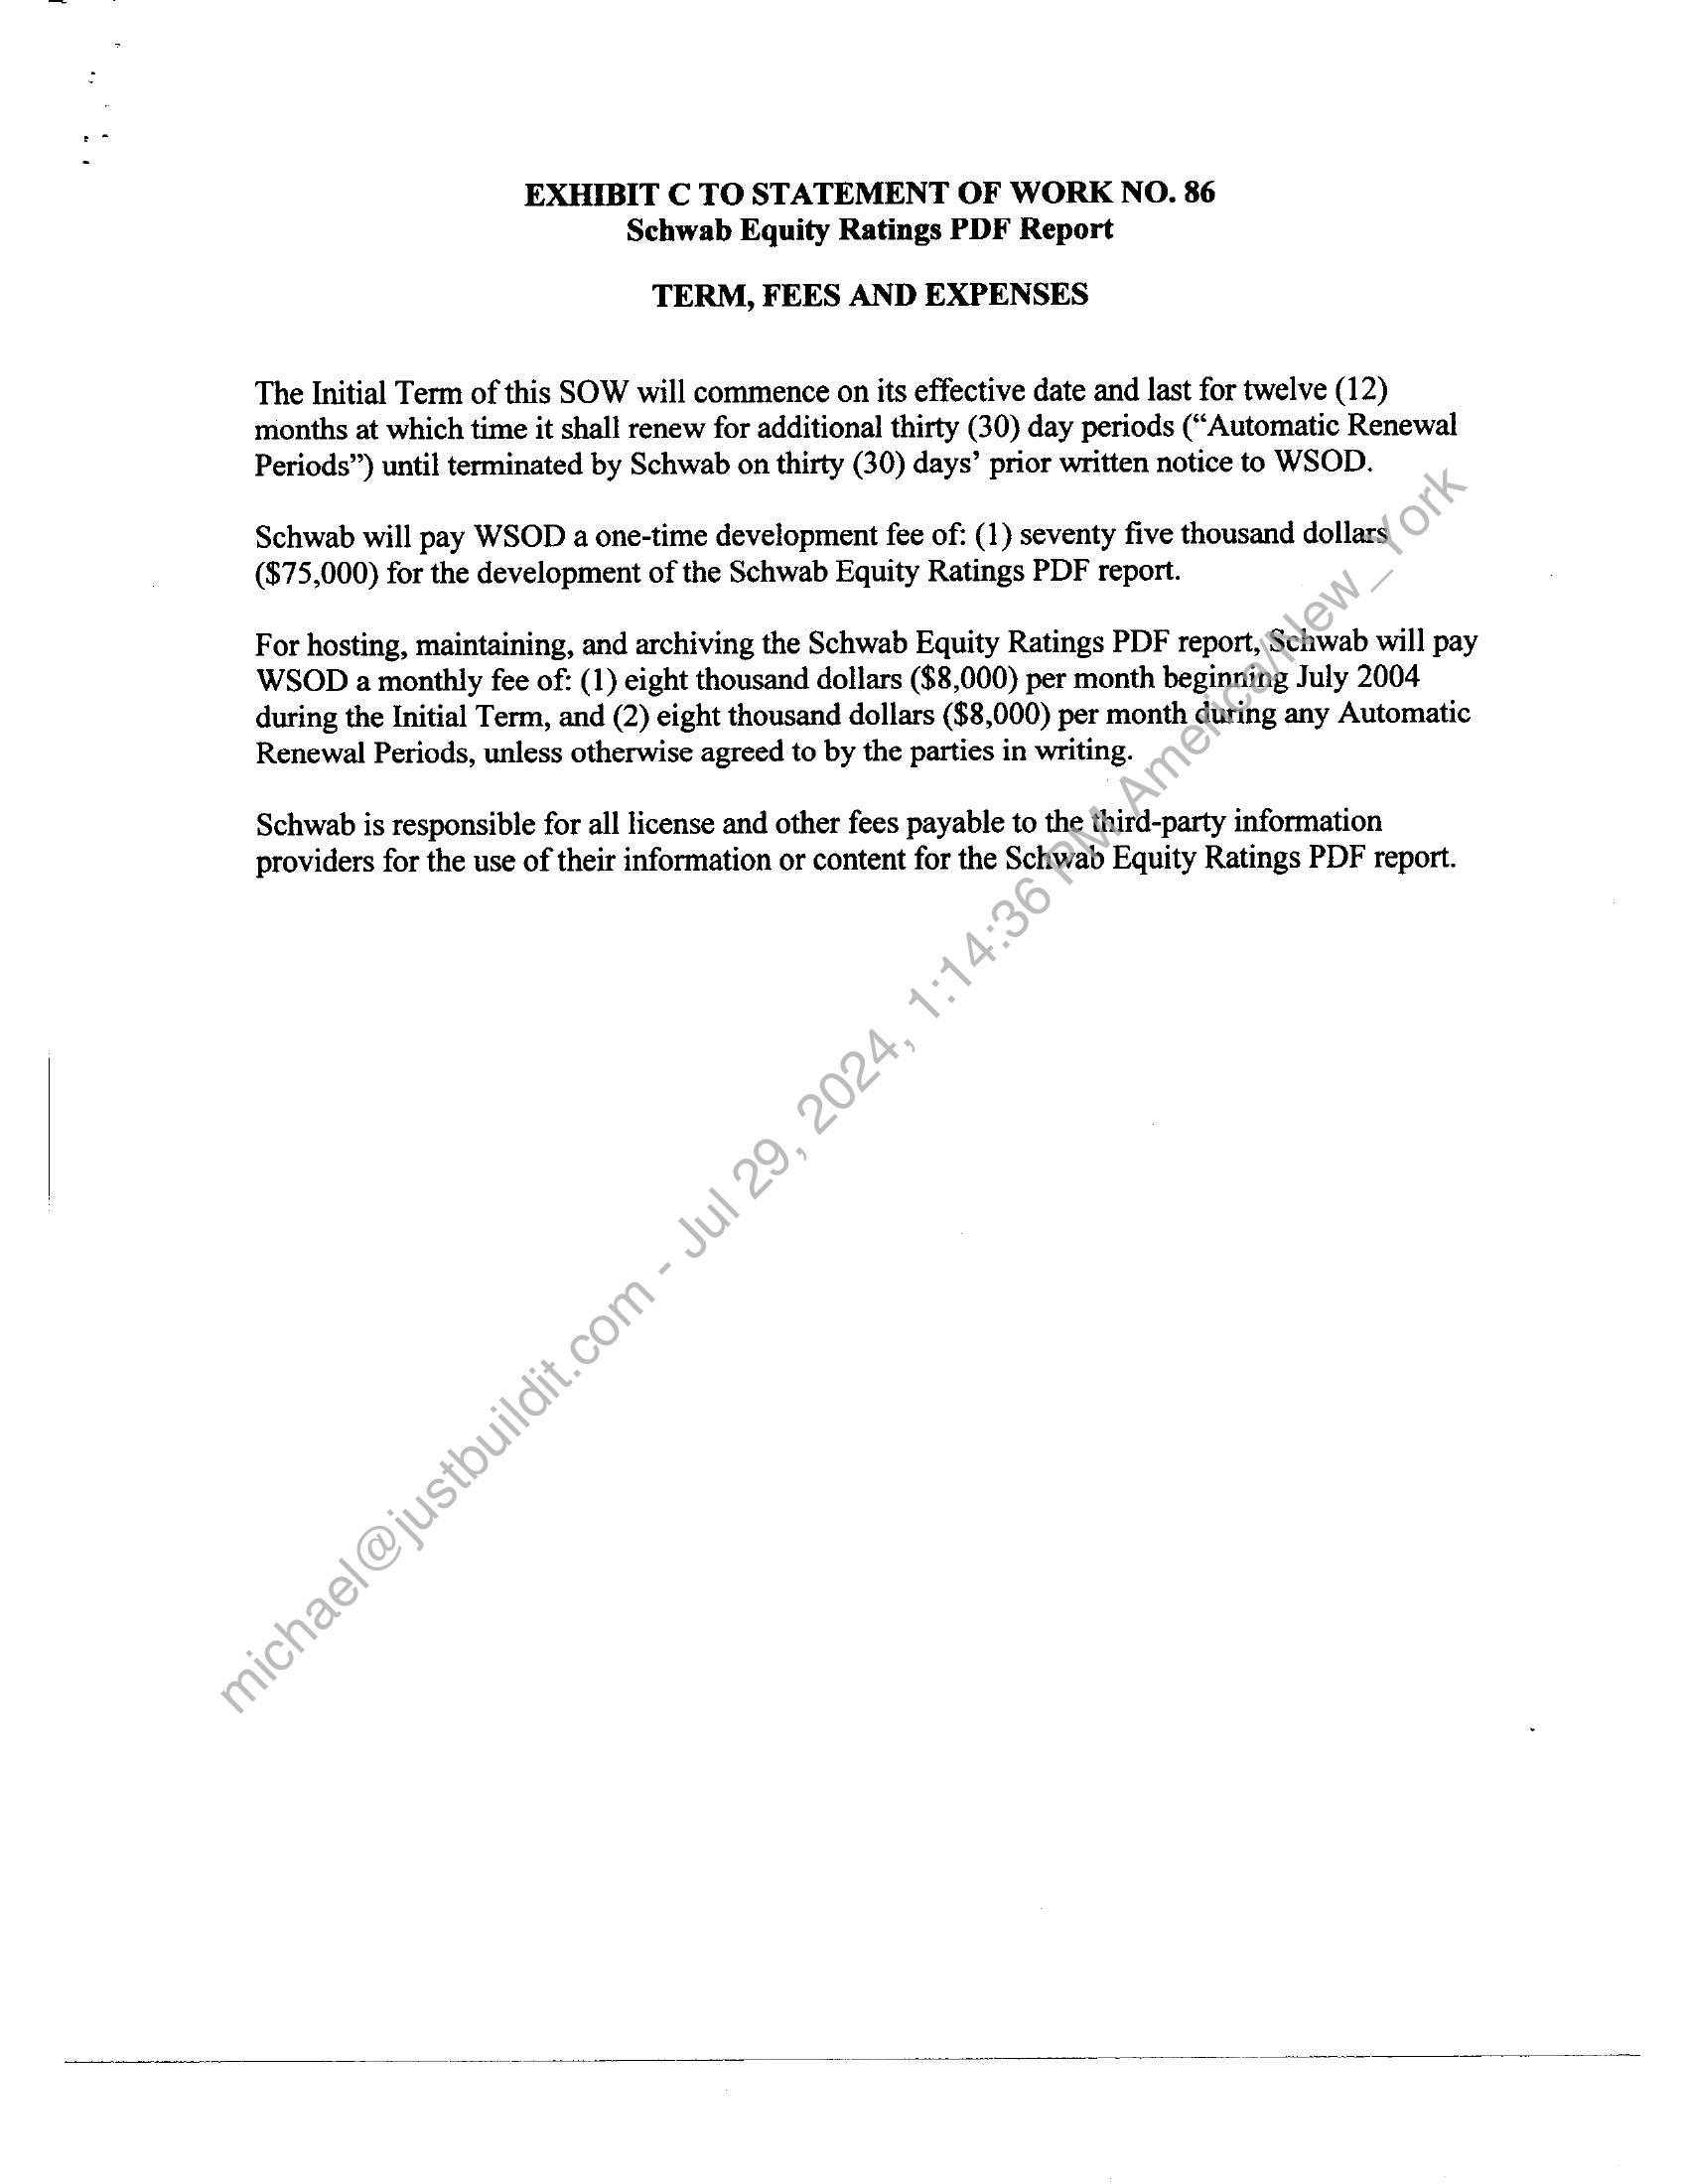 EXHIBIT C TO STATEMENT OF WORK NO. 86
Schwab Equity Ratings PDF Report
TERM, FEES AND EXPENSES
The Initial Term of this SOW will commence on its effective date and last for twelve (12)
months at which time it shall renew for additional thirty (30) day periods (“Automatic Renewal
Periods”) until terminated by Schwab on thirty (30) days’ prior written notice to WSOD.
Schwab will pay WSOD a one-time development fee of: (1) seventy five thousand dollars
($75,000) for the development of the Schwab Equity Ratings PDF report.
For hosting, maintaining, and archiving the Schwab Equity Ratings PDF report, Schwab will pay
WSOD a monthly fee of: (1) eight thousand dollars ($8,000) per month beginning July 2004
during the Initial Term, and (2) eight thousand dollars ($8,000) per month during any Automatic
Renewal Periods, unless otherwise agreed to by the parties in writing.
Schwab is responsible for all license and other fees payable to the third-party information
providers for the use of their information or content for the Schwab Equity Ratings PDF report.
michael@justbuildit.com - Jul 29, 2024, 1:14:36 PM America/New_York